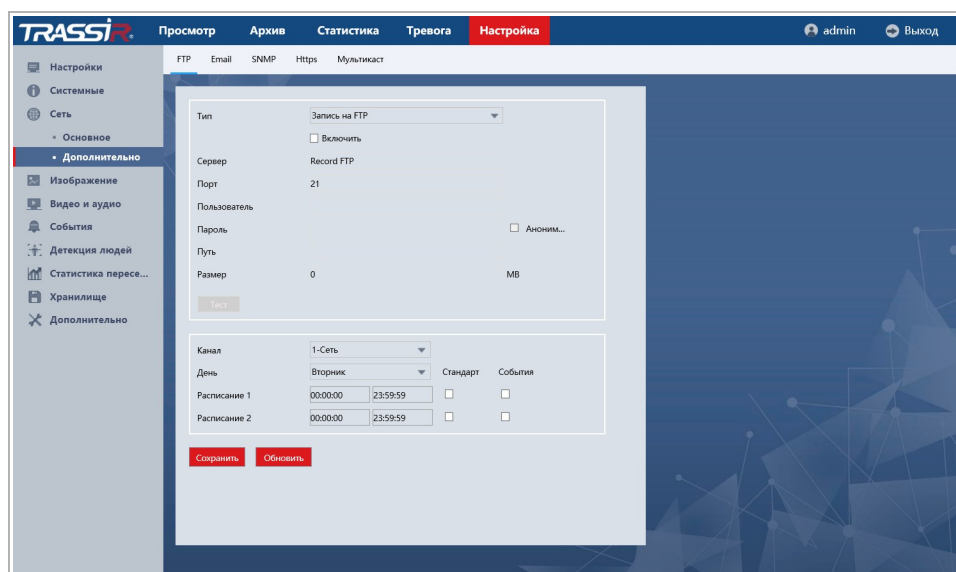 TRASSIR
Просмотр Архив Статистика Тревога Настройка admin Выход
FTP Email SNMP Https Мультикаст
Настройки
Системные
Сеть
Основное
Дополнительно
Изображение
Видео и аудио
События
Детекция людей
Статистика пересе...
Хранилище
Дополнительно
Тип Запись на FTP
Включить
Сервер Record FTP
Порт 21
Пользователь
Пароль Аноним...
Путь
Размер 0 MB
Тест
Канал 1-Сеть
День Вторник Стандарт События
Расписание 1 00:00:00 23:59:59
Расписание 2 00:00:00 23:59:59
Сохранить Обновить